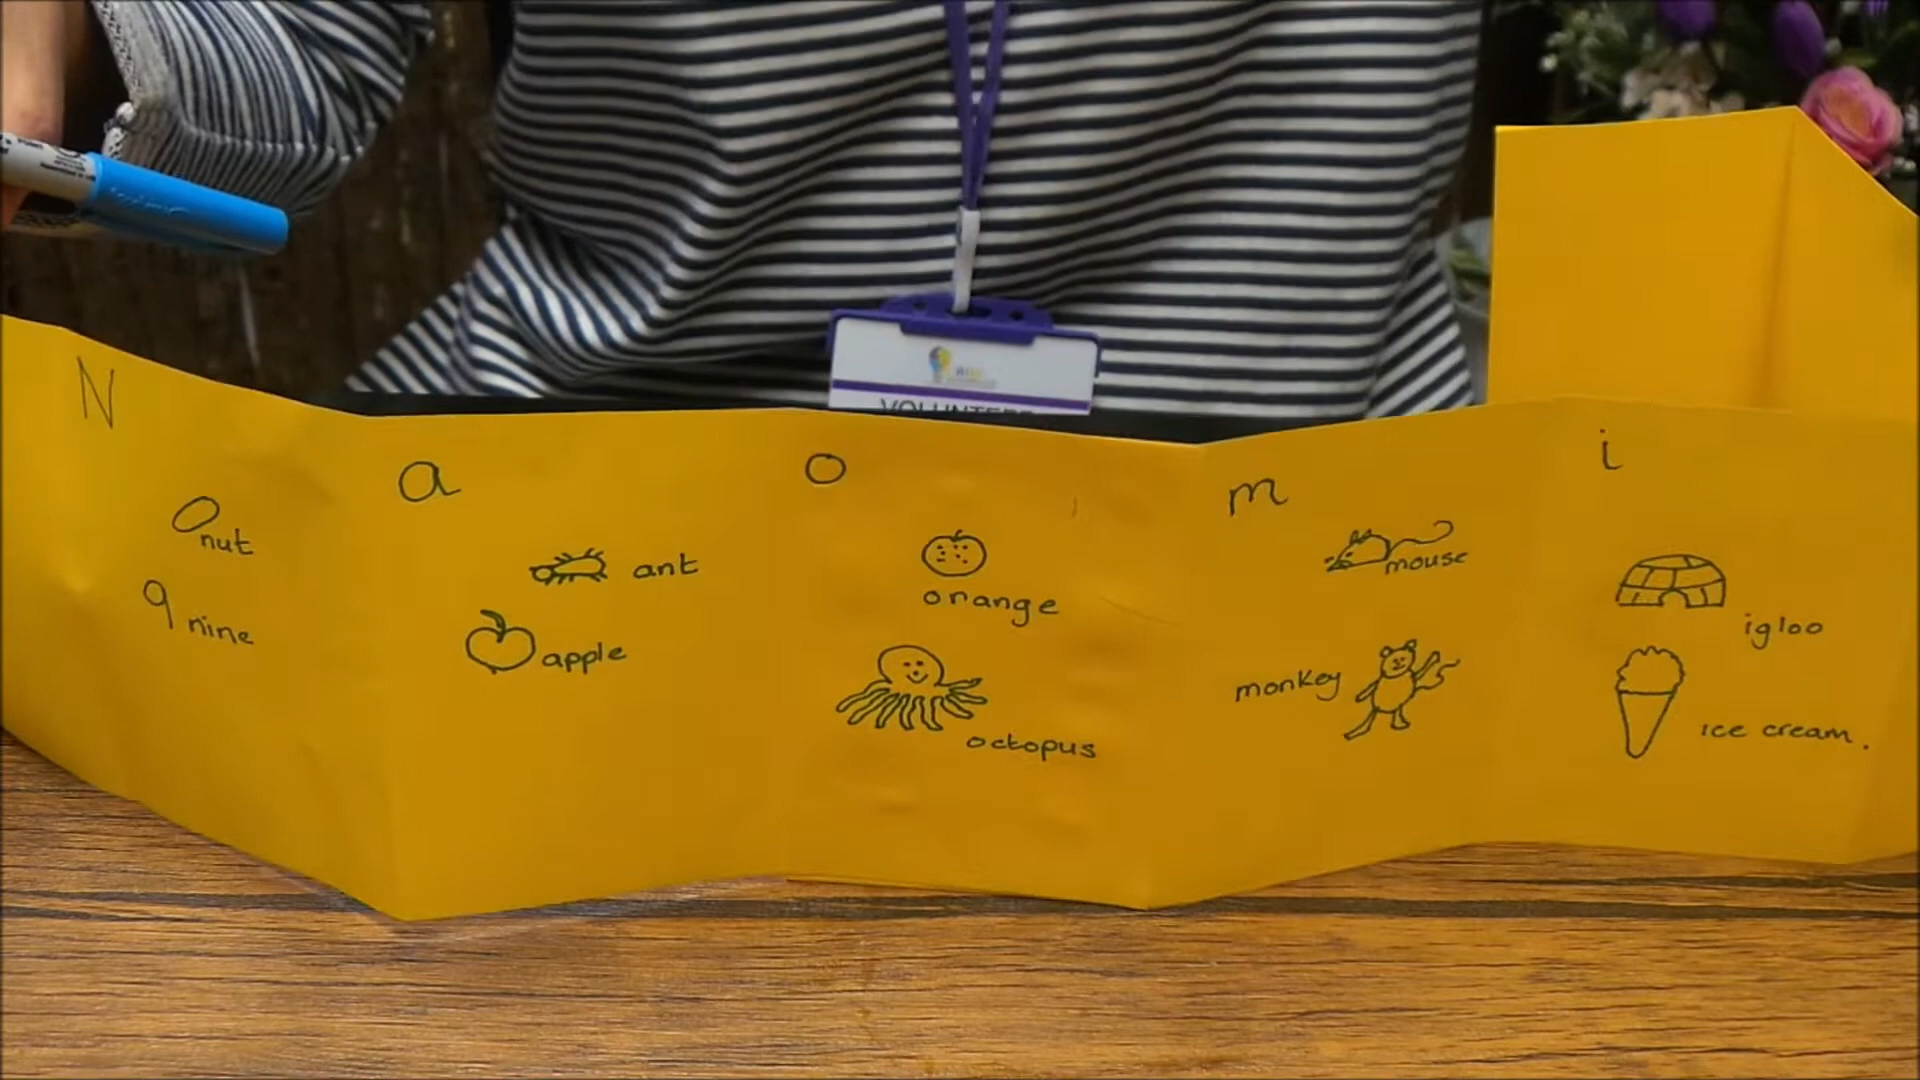 N
nut
9 nine
a
ant
apple
o
orange
octopus
m
mouse
monkey
i
igloo
ice cream.